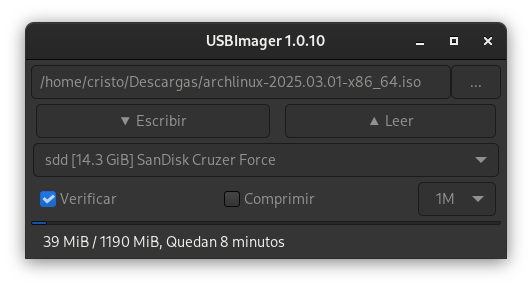 USBImager 1.0.10
/home/cristo/Descargas/archlinux-2025.03.01-x86_64.iso ...
▼ Escribir ▲ Leer
sdd [14.3 GiB] SanDisk Cruzer Force
Verificar Comprimir 1M
39 MiB / 1190 MiB, Quedan 8 minutos